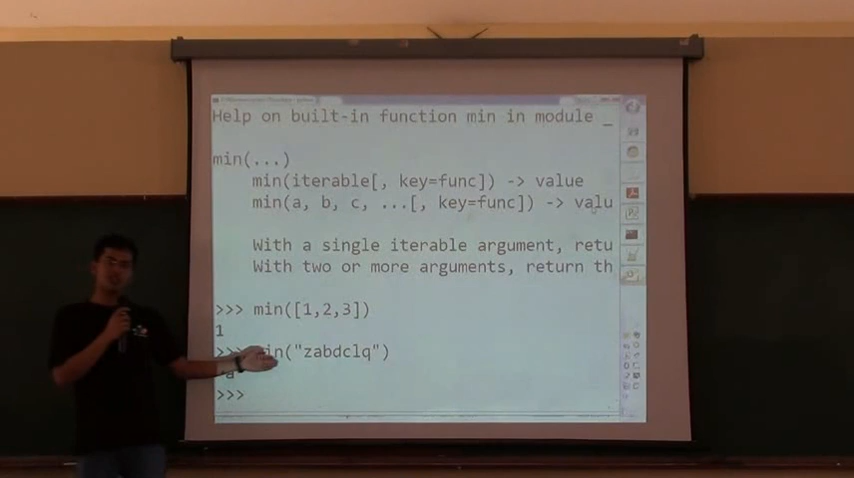 Help on built-in function min in module _
min(...)
min(iterable[, key=func]) -> value
min(a, b, c, ...[, key=func]) -> valu
With a single iterable argument, retu
With two or more arguments, return th
>>> min([1,2,3])
1
>>> min("zabdclq")
'a'
>>>